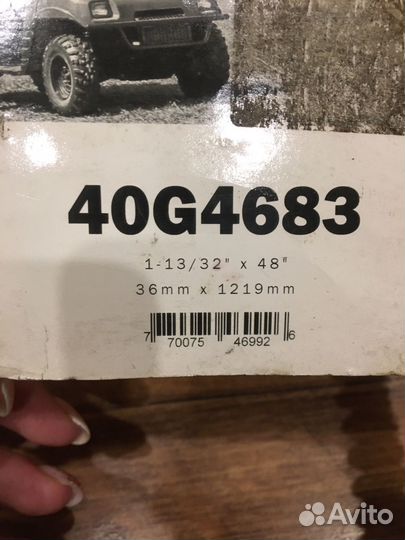 40G4683
1-13/32" x 48"
36mm x 1219mm
7 70075 46992 6
Avito